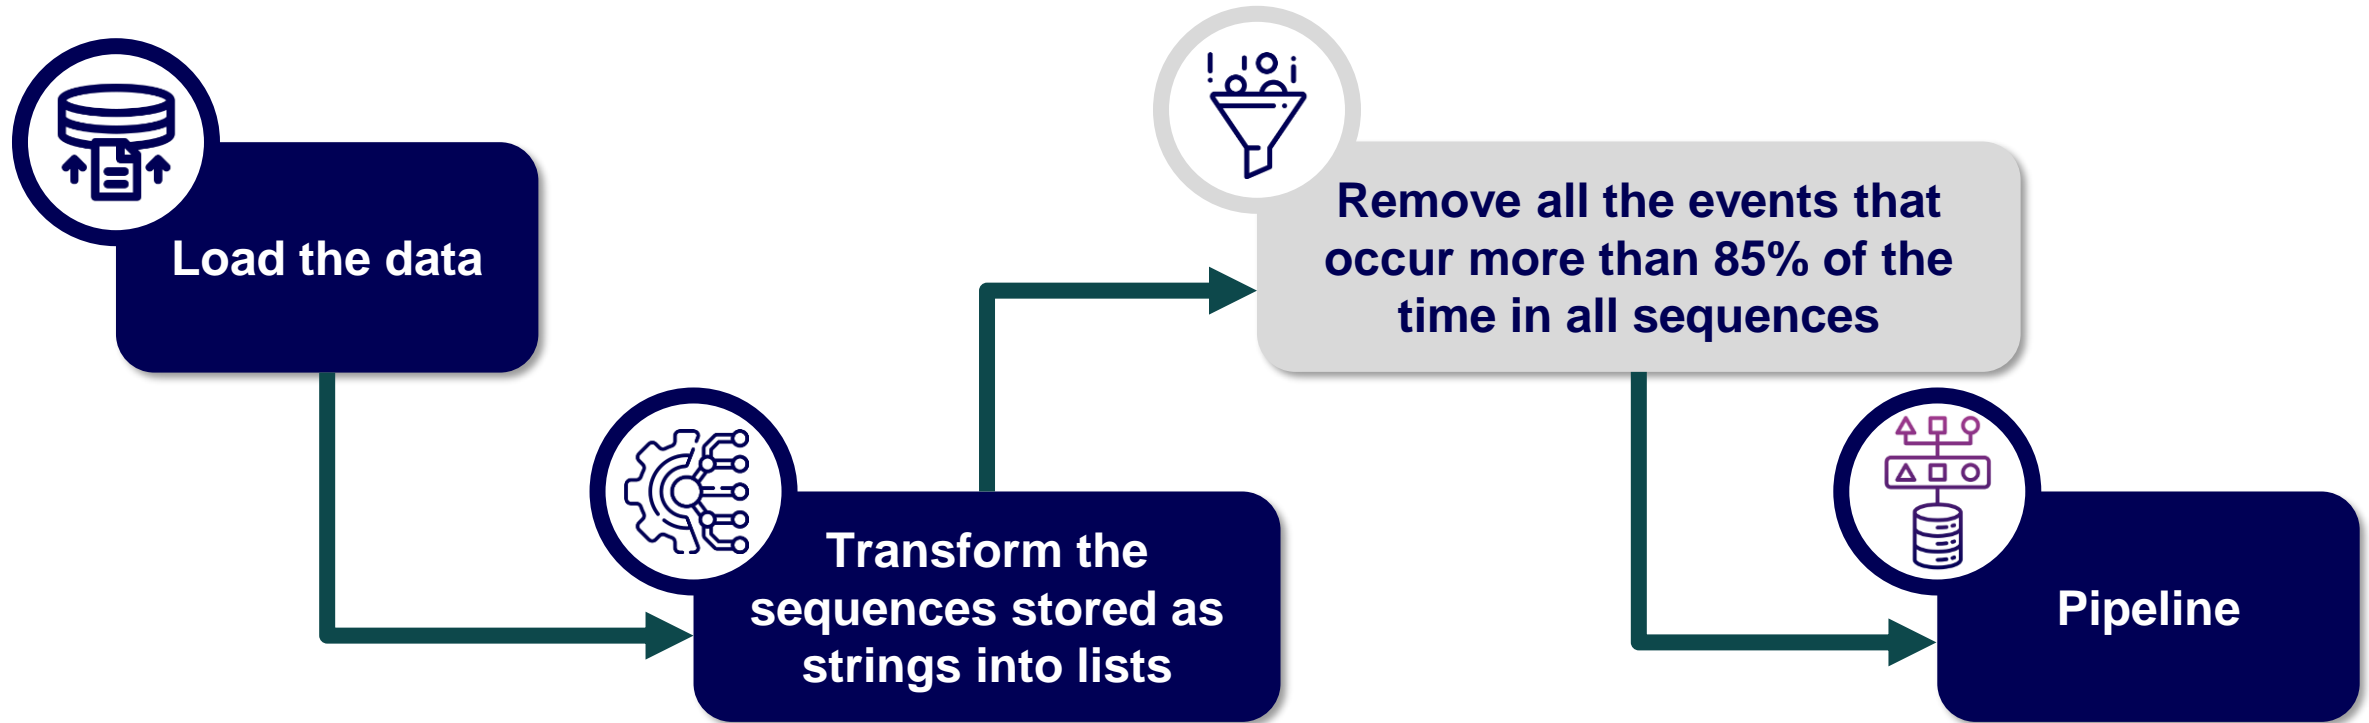 Load the data
Transform the
sequences stored as
strings into lists
Remove all the events that
occur more than 85% of the
time in all sequences
Pipeline